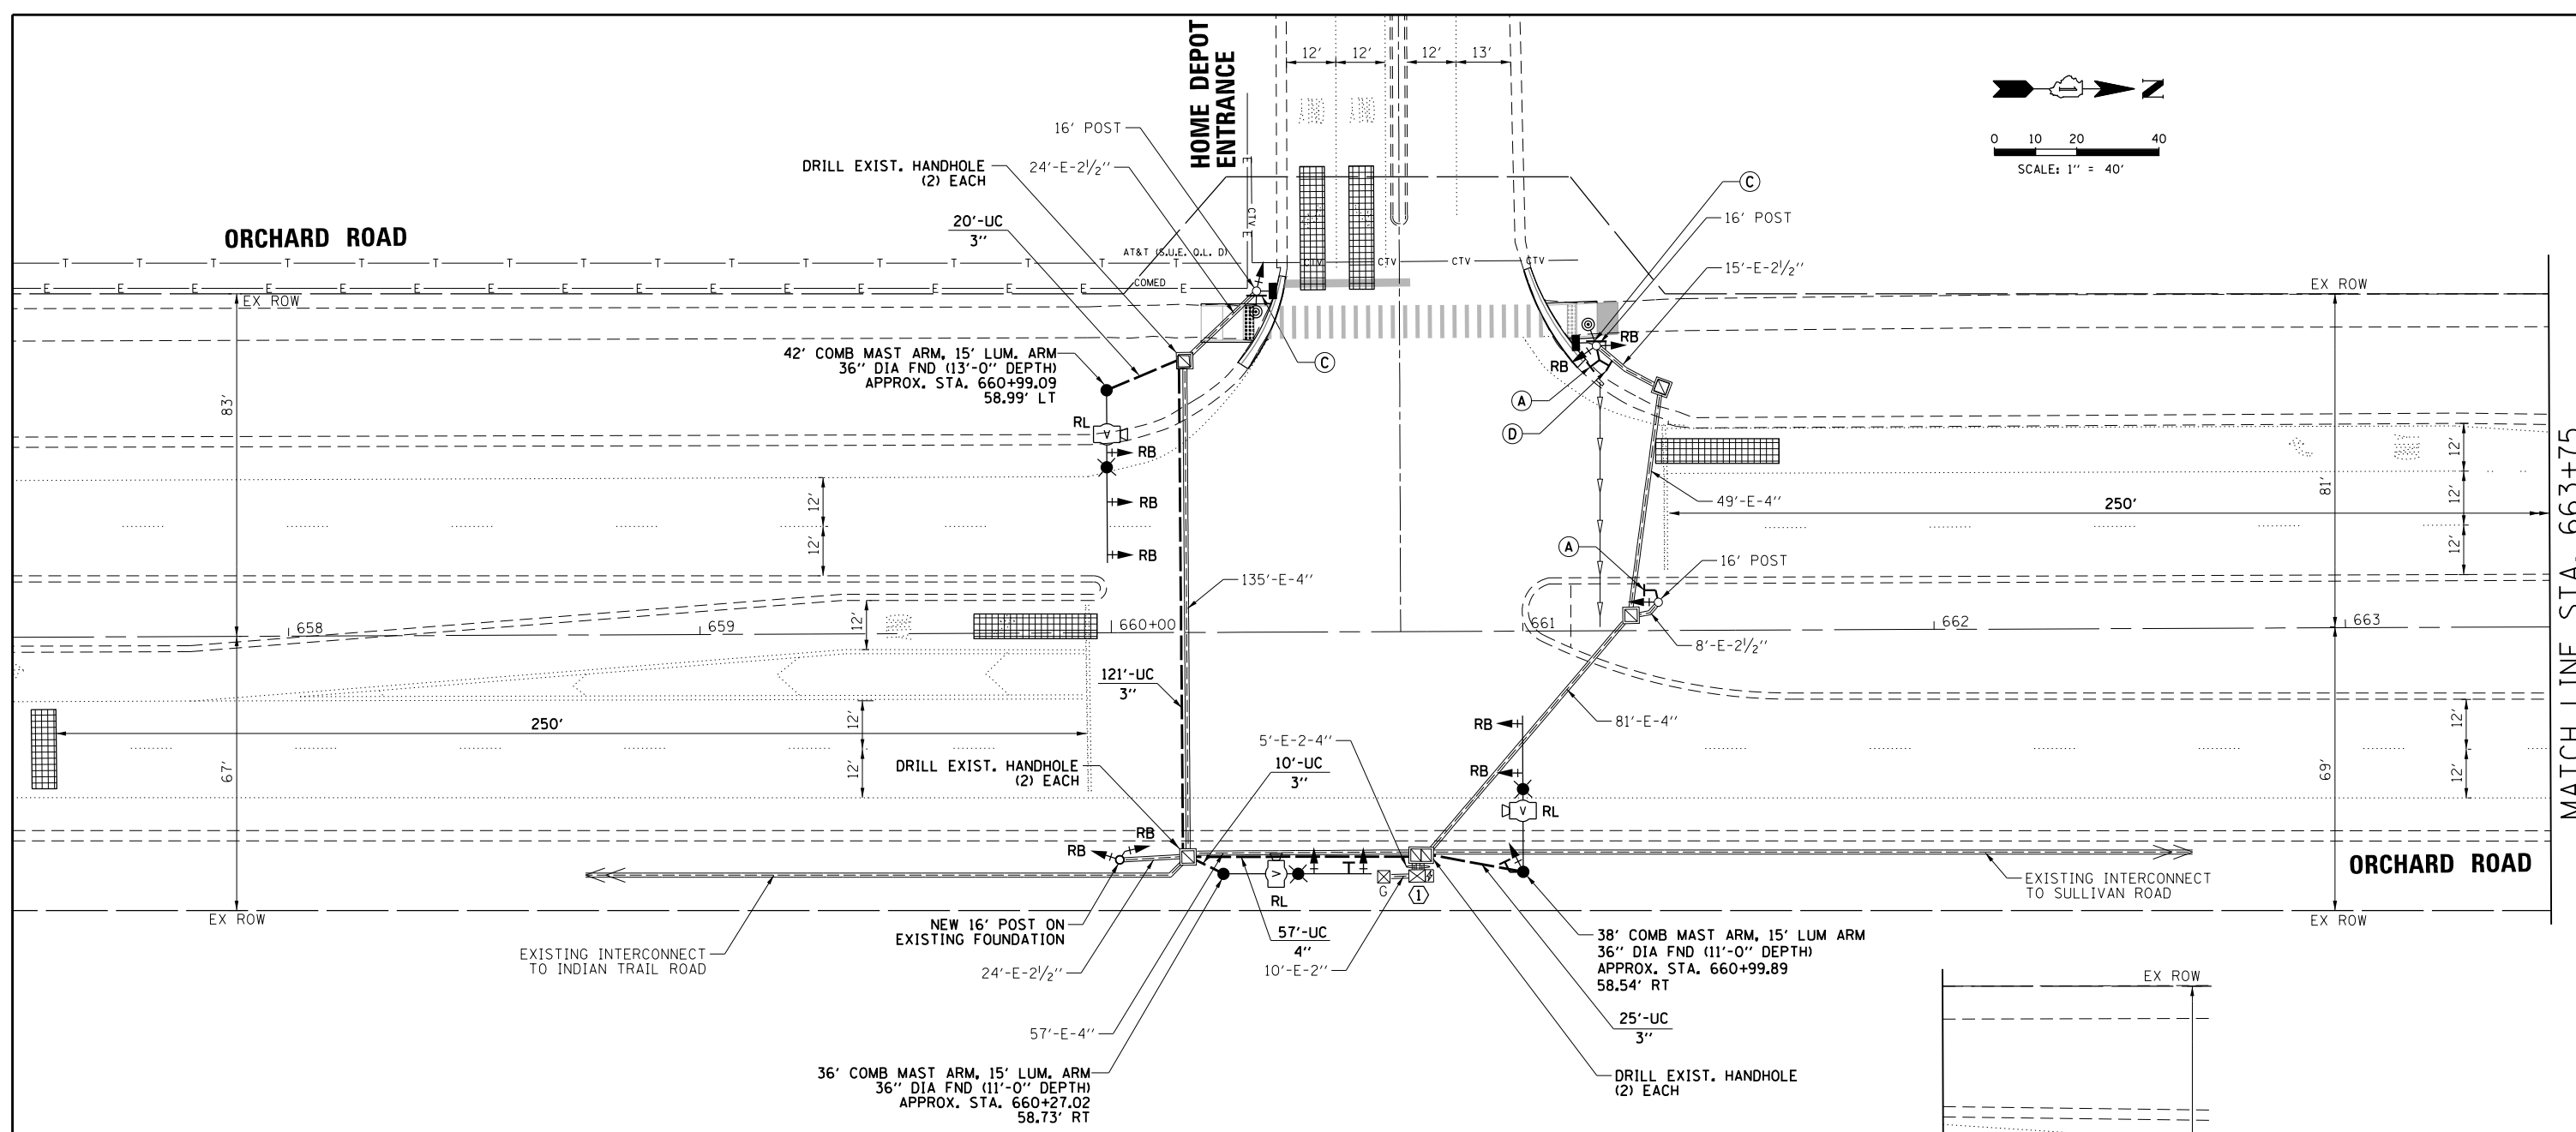 HOME DEPOT
ENTRANCE
12' 12' 12' 13'
N
0 10 20 40
SCALE: 1'' = 40'
16' POST
DRILL EXIST. HANDHOLE
(2) EACH
24'-E-2½''
20'-UC
3''
C
16' POST
15'-E-2½''
ORCHARD ROAD
T T T T T T T T T T T T T T T T
AT&T (S.U.E. Q.L. D)
E E E E E E E E E E E E E E
COMED E
E
CTV E
CTV CTV CTV CTV
EX ROW
EX ROW
42' COMB MAST ARM, 15' LUM. ARM
36'' DIA FND (13'-0'' DEPTH)
APPROX. STA. 660+99.09
58.99' LT
C
RB
RB
A
D
83'
RL
V
RB
RB
RB
12'
12'
135'-E-4''
49'-E-4''
250'
81'
12'
12'
12'
MATCH LINE STA. 663+75
A
16' POST
658
659
12'
660+00
661
662
663
8'-E-2½''
121'-UC
3''
250'
67'
12'
12'
81'-E-4''
RB
RB
69'
12'
12'
5'-E-2-4''
10'-UC
3''
DRILL EXIST. HANDHOLE
(2) EACH
V
RL
RB
RB
V
RL
G
1
ORCHARD ROAD
EXISTING INTERCONNECT
TO SULLIVAN ROAD
EX ROW
EX ROW
NEW 16' POST ON
EXISTING FOUNDATION
EXISTING INTERCONNECT
TO INDIAN TRAIL ROAD
24'-E-2½''
57'-UC
4''
10'-E-2''
38' COMB MAST ARM, 15' LUM ARM
36'' DIA FND (11'-0'' DEPTH)
APPROX. STA. 660+99.89
58.54' RT
EX ROW
57'-E-4''
25'-UC
3''
36' COMB MAST ARM, 15' LUM. ARM
36'' DIA FND (11'-0'' DEPTH)
APPROX. STA. 660+27.02
58.73' RT
DRILL EXIST. HANDHOLE
(2) EACH